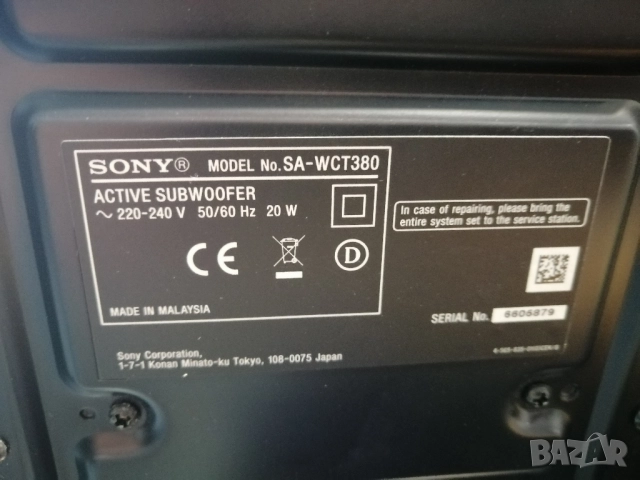 SONY® MODEL No. SA-WCT380
ACTIVE SUBWOOFER
~ 220-240 V 50/60 Hz 20 W
CE
D
MADE IN MALAYSIA
In case of repairing, please bring the
entire system set to the service station.
SERIAL No. 6606879
Sony Corporation,
1-7-1 Konan Minato-ku Tokyo, 108-0075 Japan
BAZAR